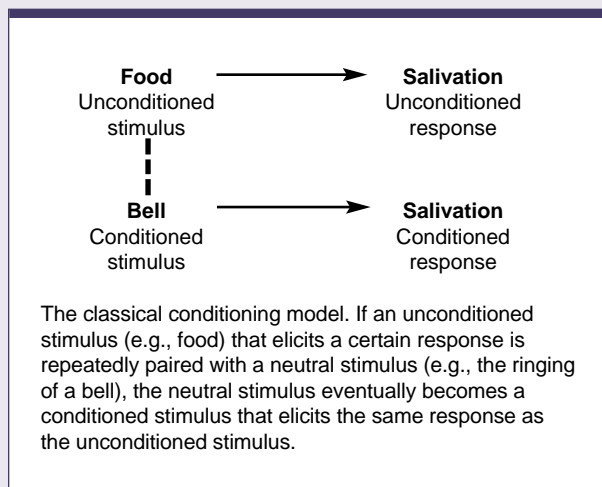 Food Salivation
Unconditioned Unconditioned
stimulus response
Bell Salivation
Conditioned Conditioned
stimulus response
The classical conditioning model. If an unconditioned
stimulus (e.g., food) that elicits a certain response is
repeatedly paired with a neutral stimulus (e.g., the ringing
of a bell), the neutral stimulus eventually becomes a
conditioned stimulus that elicits the same response as
the unconditioned stimulus.